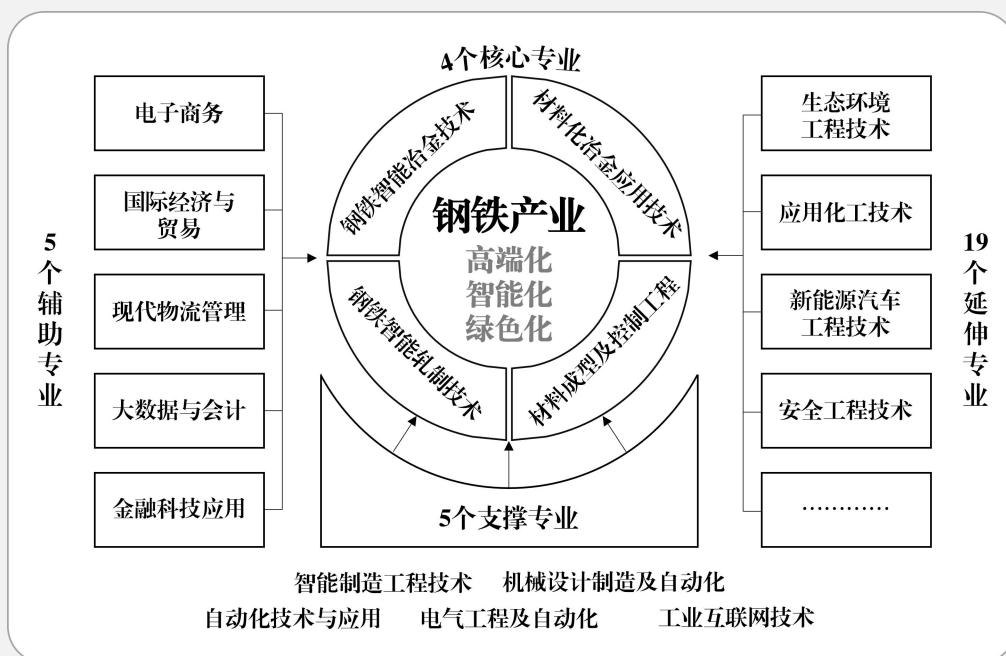 4个核心专业
钢铁智能冶金技术
材料化冶金应用技术
钢铁智能轧制技术
材料成型及控制工程
钢铁产业
高端化
智能化
绿色化
5个辅助专业
电子商务
国际经济与
贸易
现代物流管理
大数据与会计
金融科技应用
19个延伸专业
生态环境
工程技术
应用化工技术
新能源汽车
工程技术
安全工程技术
…………
5个支撑专业
智能制造工程技术 机械设计制造及自动化
自动化技术与应用 电气工程及自动化 工业互联网技术